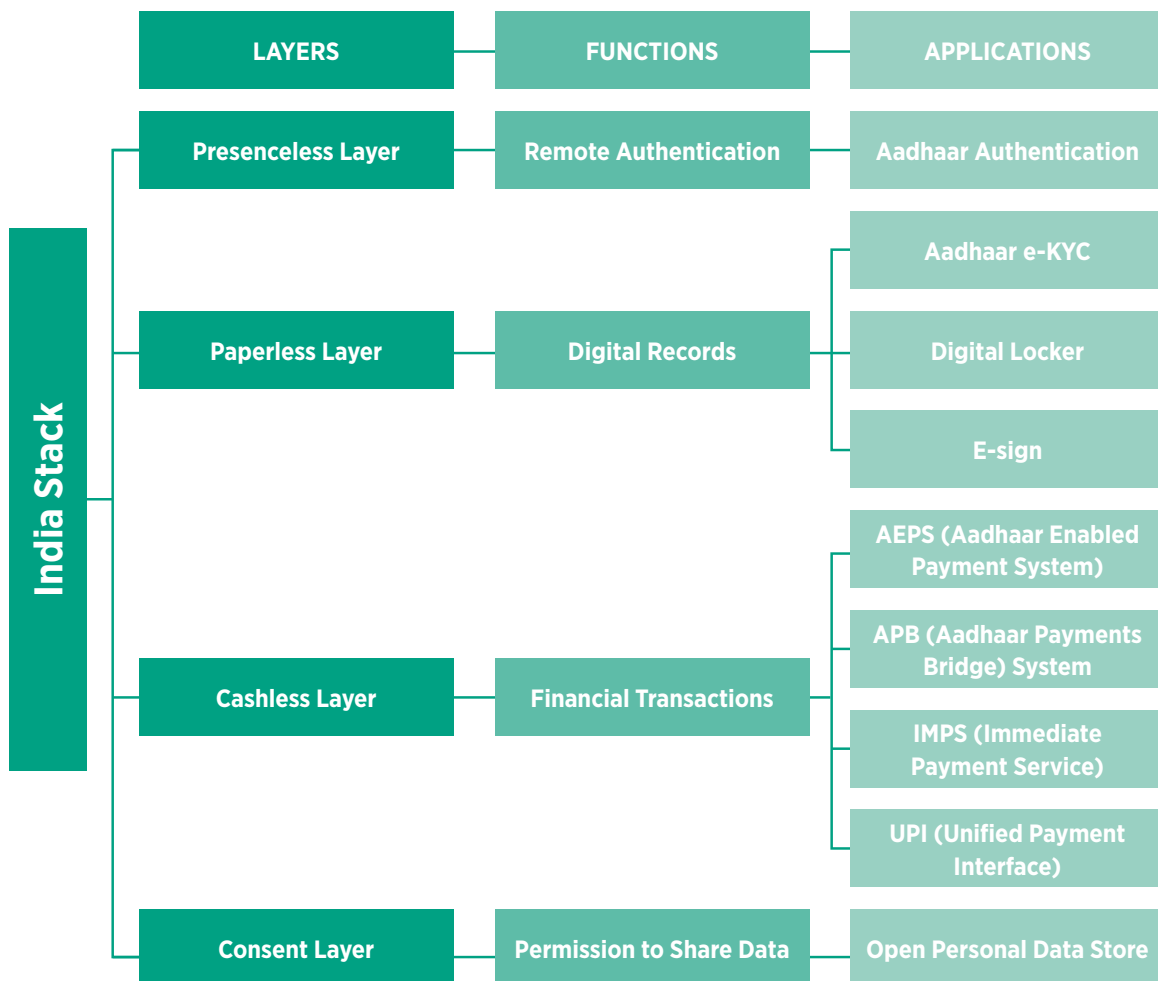 LAYERS
FUNCTIONS
APPLICATIONS
India Stack
Presenceless Layer
Remote Authentication
Aadhaar Authentication
Paperless Layer
Digital Records
Aadhaar e-KYC
Digital Locker
E-sign
Cashless Layer
Financial Transactions
AEPS (Aadhaar Enabled
Payment System)
APB (Aadhaar Payments
Bridge) System
IMPS (Immediate
Payment Service)
UPI (Unified Payment
Interface)
Consent Layer
Permission to Share Data
Open Personal Data Store